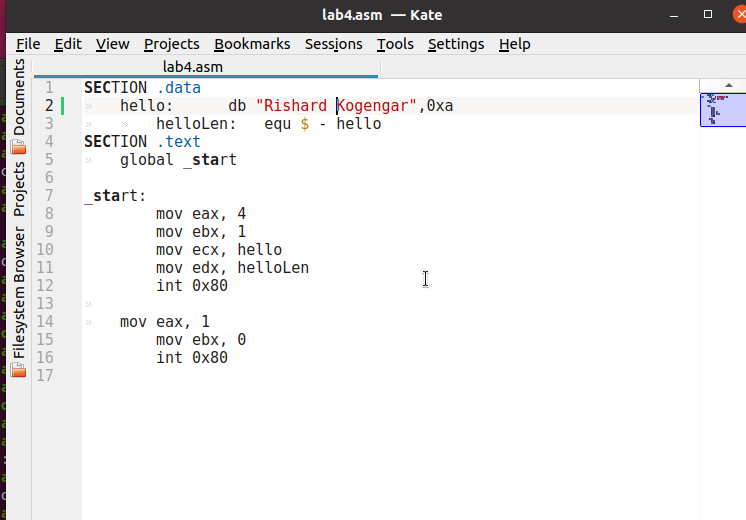 lab4.asm — Kate
File Edit View Projects Bookmarks Sessions Tools Settings Help
lab4.asm
Documents
Projects
Filesystem Browser
1 SECTION .data
2 » hello: db "Rishard Kogengar",0xa
3 » » helloLen: equ $ - hello
4 SECTION .text
5 » global _start
6
7 _start:
8 mov eax, 4
9 mov ebx, 1
10 mov ecx, hello
11 mov edx, helloLen
12 int 0x80
13 »
14 » mov eax, 1
15 mov ebx, 0
16 int 0x80
17